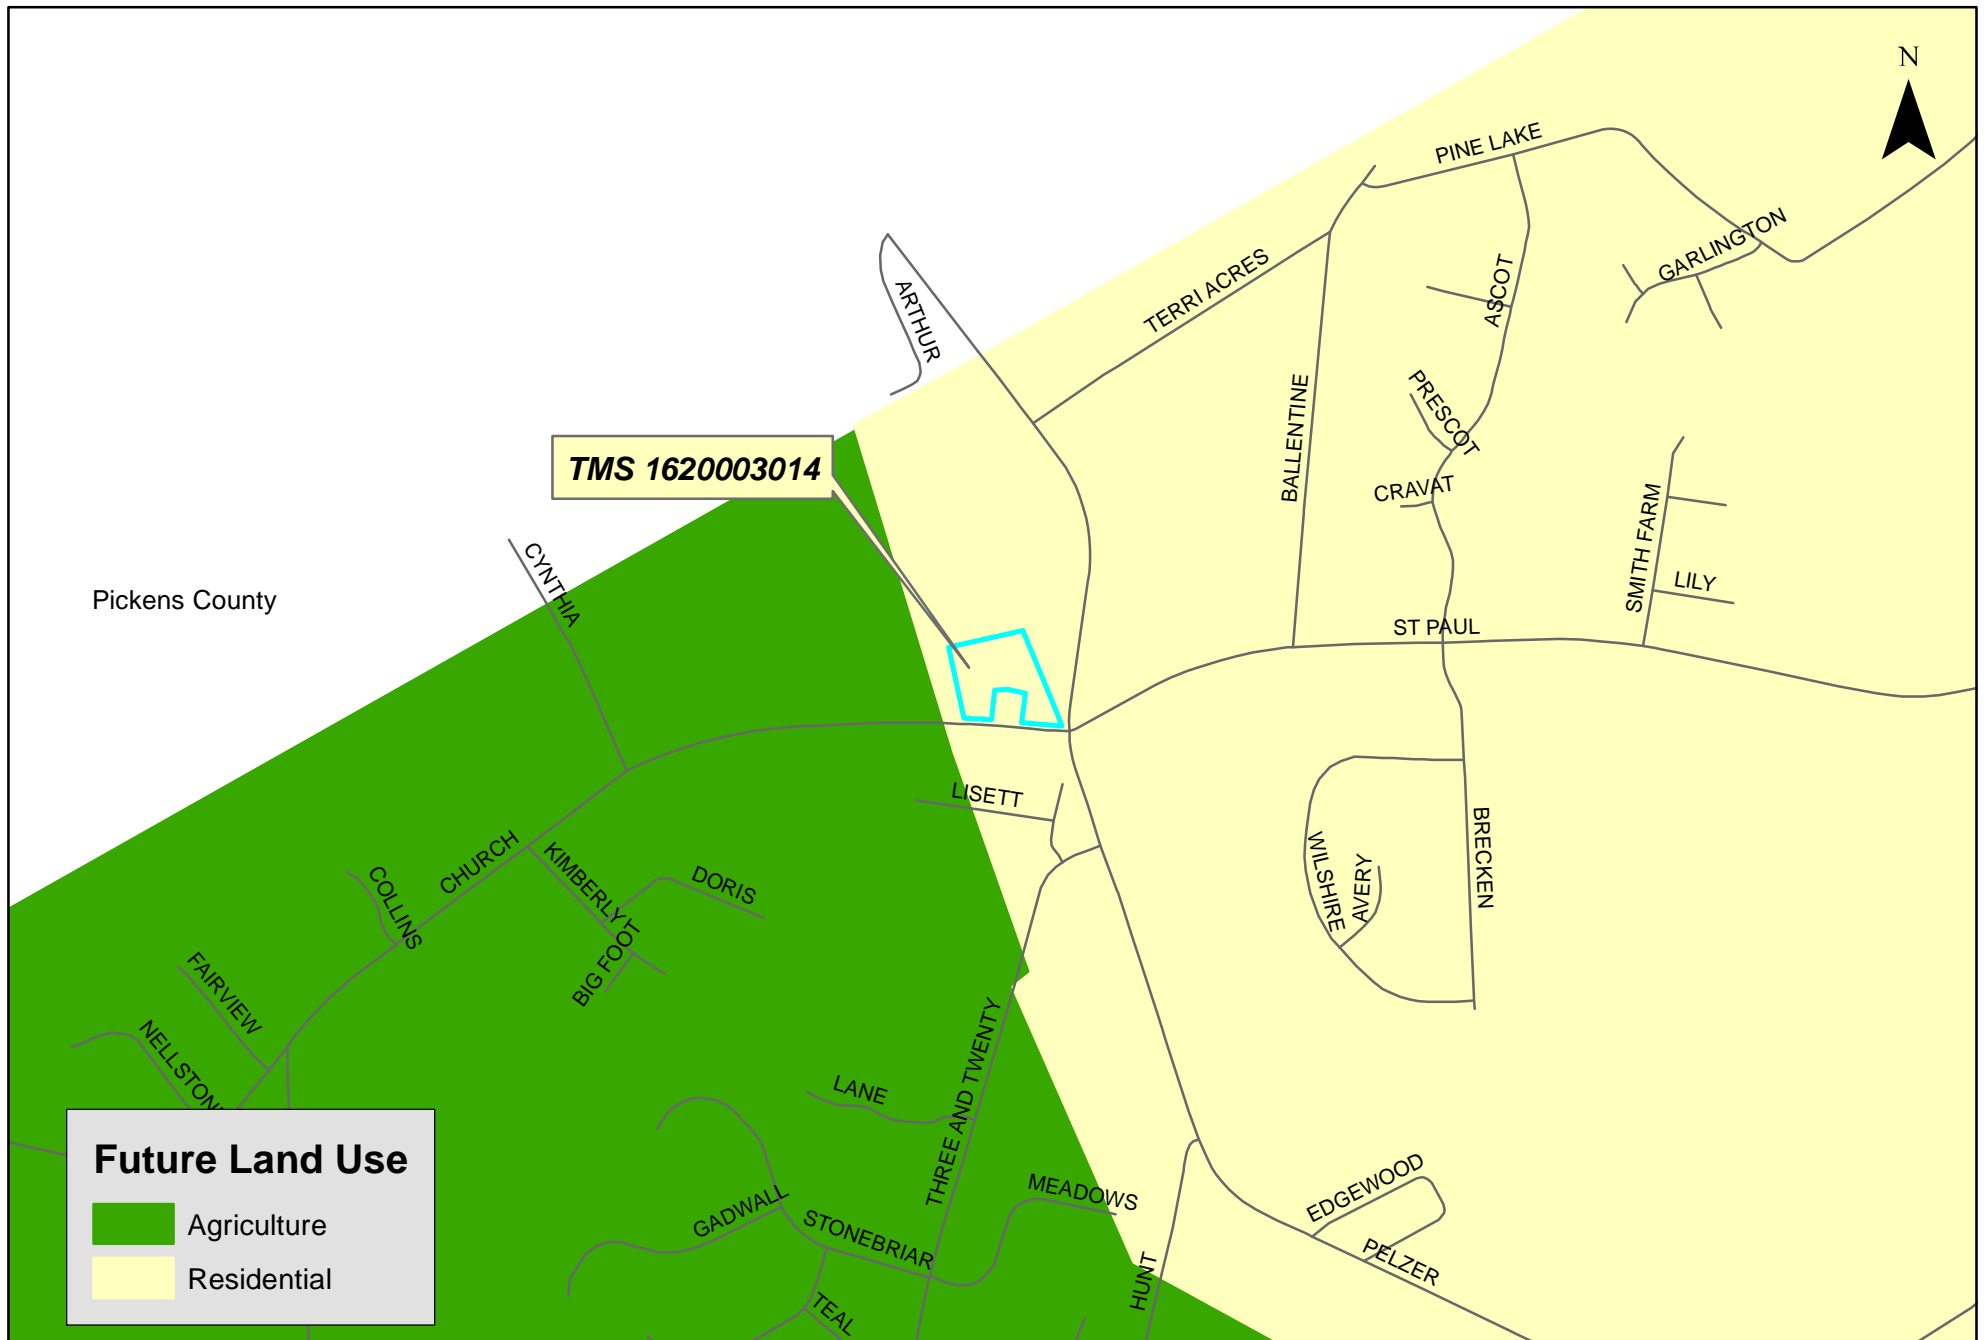 N
PINE LAKE
GARLINGTON
TERRI ACRES
ASCOT
ARTHUR
BALLENTINE
PRESCOT
TMS 1620003014
CRAVAT
SMITH FARM
CYNTHIA
LILY
Pickens County
ST PAUL
LISETT
BRECKEN
CHURCH
KIMBERLY
DORIS
WILSHIRE
AVERY
COLLINS
BIG FOOT
FAIRVIEW
THREE AND TWENTY
NELLSTON
LANE
Future Land Use
EDGEWOOD
MEADOWS
GADWALL
STONEBRIAR
Agriculture
HUNT
PELZER
Residential
TEAL